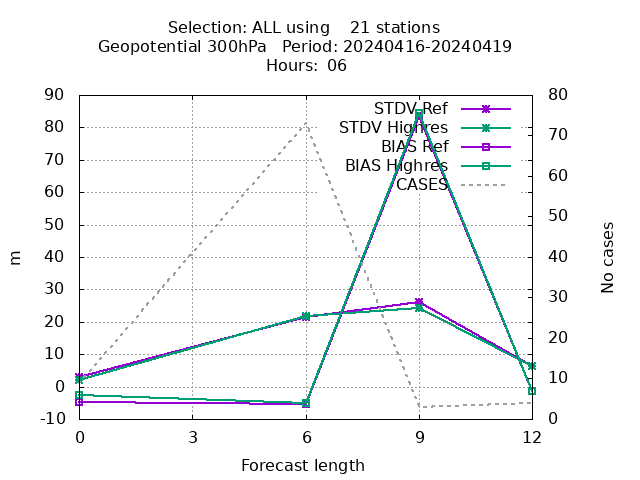 Selection: ALL using    21 stations
Geopotential 300hPa   Period: 20240416-20240419
Hours: 06
90
80
70
60
50
40
30
20
10
0
-10
m
STDV Ref
STDV Highres
BIAS Ref
BIAS Highres
CASES
80
70
60
50
40
30
20
10
0
No cases
0 3 6 9 12
Forecast length